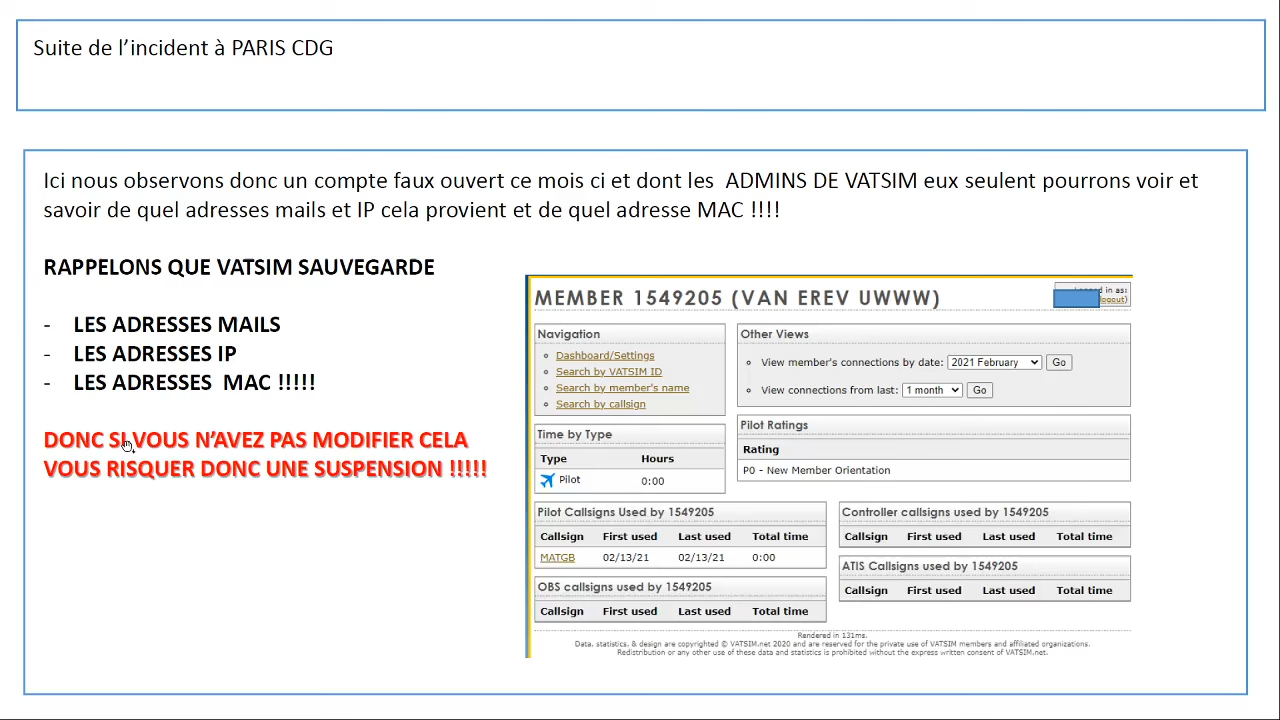 Suite de l’incident à PARIS CDG
Ici nous observons donc un compte faux ouvert ce mois ci et dont les  ADMINS DE VATSIM eux seulent pourrons voir et
savoir de quel adresses mails et IP cela provient et de quel adresse MAC !!!!
RAPPELONS QUE VATSIM SAUVEGARDE
- LES ADRESSES MAILS
- LES ADRESSES IP
- LES ADRESSES  MAC !!!!!
DONC SI VOUS N’AVEZ PAS MODIFIER CELA
VOUS RISQUER DONC UNE SUSPENSION !!!!!
MEMBER 1549205 (VAN EREV UWWW)
in as:
logout)
Navigation
Dashboard/Settings
Search by VATSIM ID
Search by member's name
Search by callsign
Other Views
View member's connections by date: 2021 February Go
View connections from last: 1 month Go
Time by Type
Type Hours
Pilot 0:00
Pilot Ratings
Rating
P0 - New Member Orientation
Pilot Callsigns Used by 1549205
Callsign First used Last used Total time
MATGB 02/13/21 02/13/21 0:00
Controller callsigns used by 1549205
Callsign First used Last used Total time
OBS callsigns used by 1549205
Callsign First used Last used Total time
ATIS Callsigns used by 1549205
Callsign First used Last used Total time
Rendered in 131ms.
Data, statistics, & design are copyrighted © VATSIM.net 2020 and are reserved for the private use of VATSIM members and affiliated organizations.
Redistribution or any other use of these data and statistics is prohibited without the express written consent of VATSIM.net.